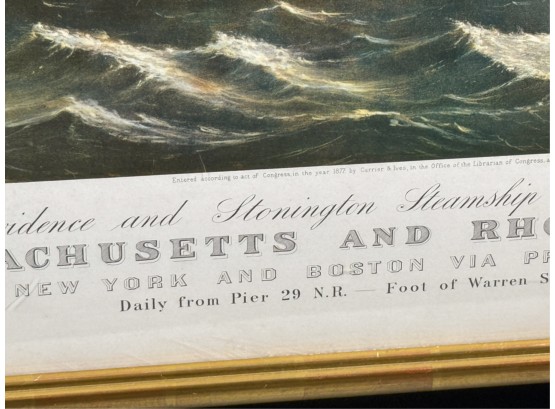 Entered according to act of Congress, in the year 1877 by Currier & Ives, in the Office of the Librarian of Congress, a
idence and Stonington Steamship
ACHUSETTS AND RHO
NEW YORK AND BOSTON VIA PR
Daily from Pier 29 N.R. — Foot of Warren S